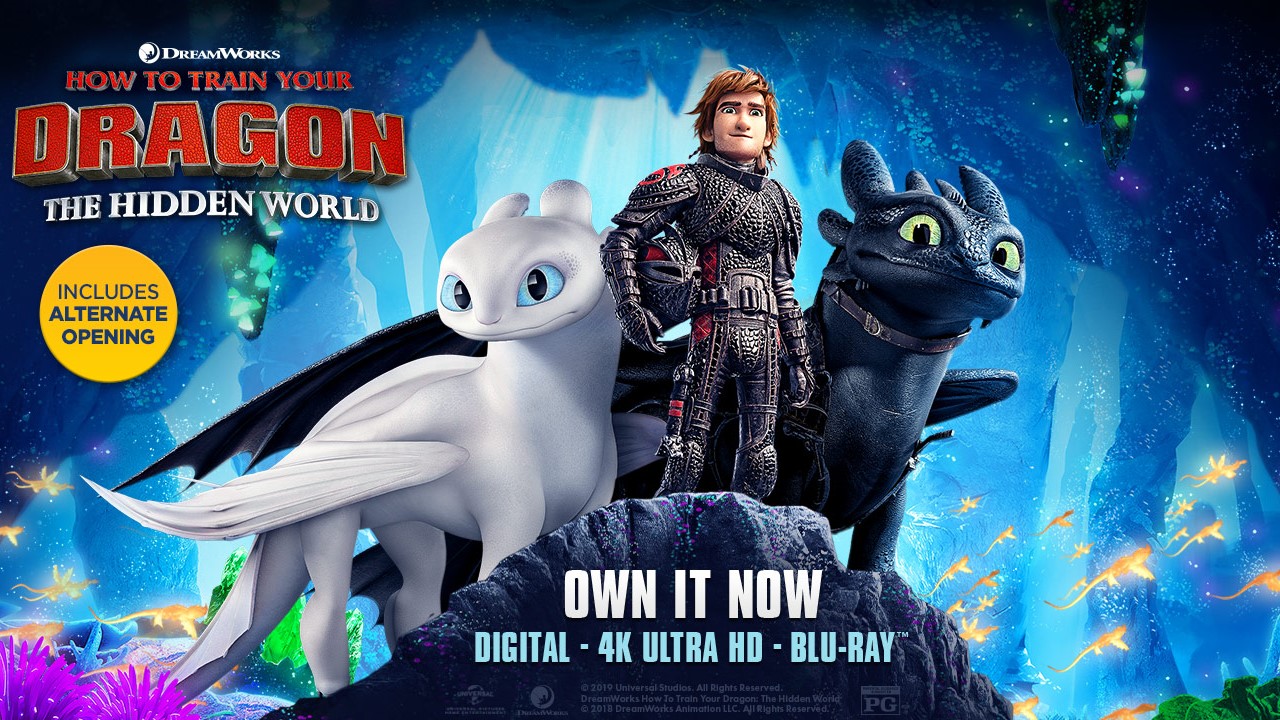 DREAMWORKS
HOW TO TRAIN YOUR
DRAGON
THE HIDDEN WORLD
INCLUDES
ALTERNATE
OPENING
OWN IT NOW
DIGITAL - 4K ULTRA HD - BLU-RAY™
UNIVERSAL
DREAMWORKS
© 2019 Universal Studios. All Rights Reserved.
DreamWorks How To Train Your Dragon: The Hidden World
© 2018 DreamWorks Animation LLC. All Rights Reserved.
PG